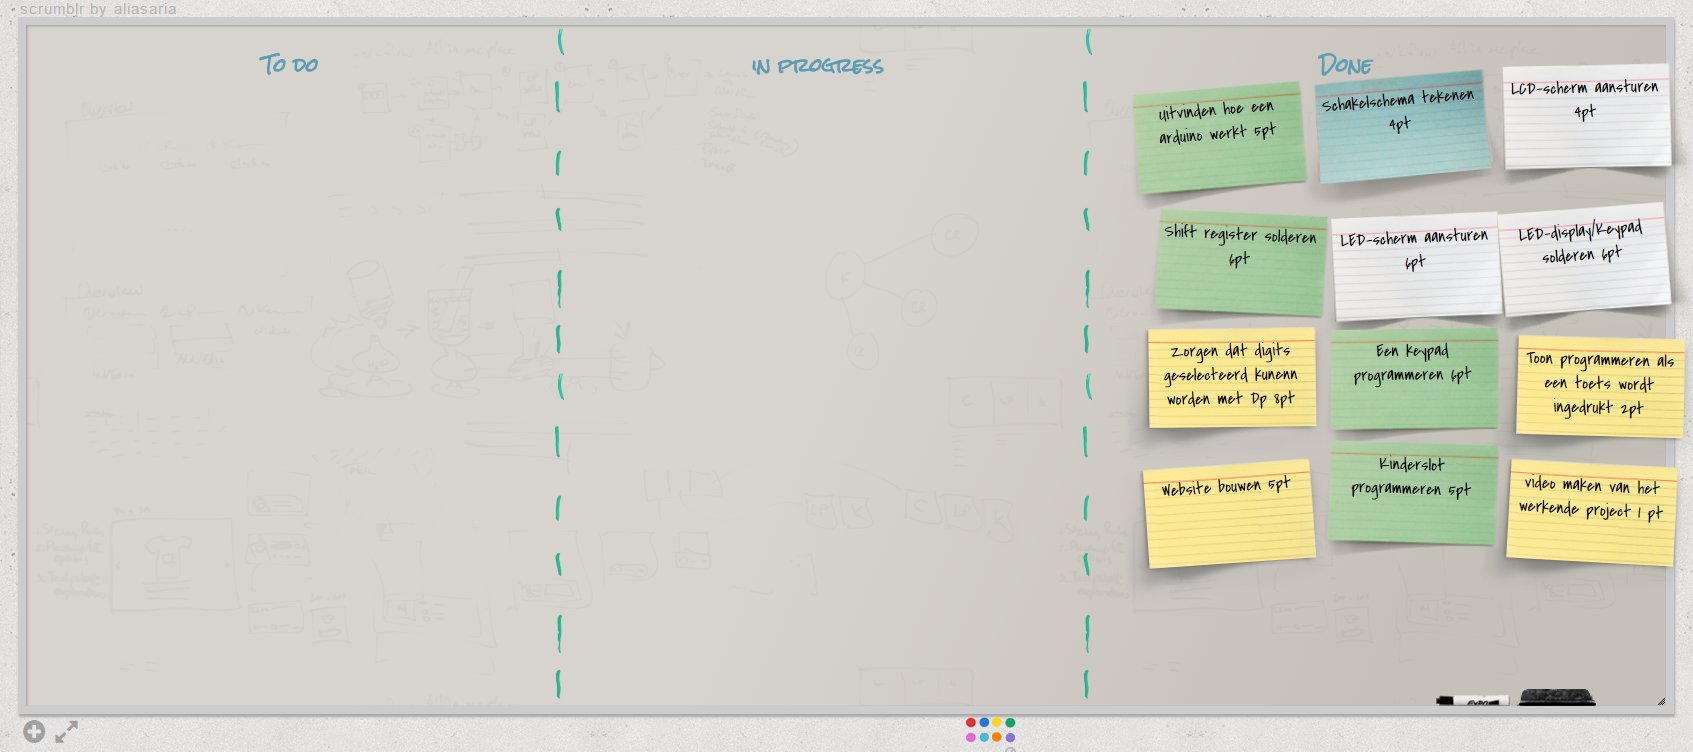 scrumblr by aliasaria
To do
in progress
Done
Uitvinden hoe een
arduino werkt 5pt
Schakelschema tekenen
4pt
LCD-scherm aansturen
4pt
Shift register solderen
6pt
LED-scherm aansturen
6pt
LED-display/Keypad
solderen 6pt
Zorgen dat digits
geselecteerd kunenn
worden met Dp 8pt
Een keypad
programmeren 6pt
Toon programmeren als
een toets wordt
ingedrukt 2pt
Website bouwen 5pt
Kinderslot
programmeren 5pt
video maken van het
werkende project 1 pt